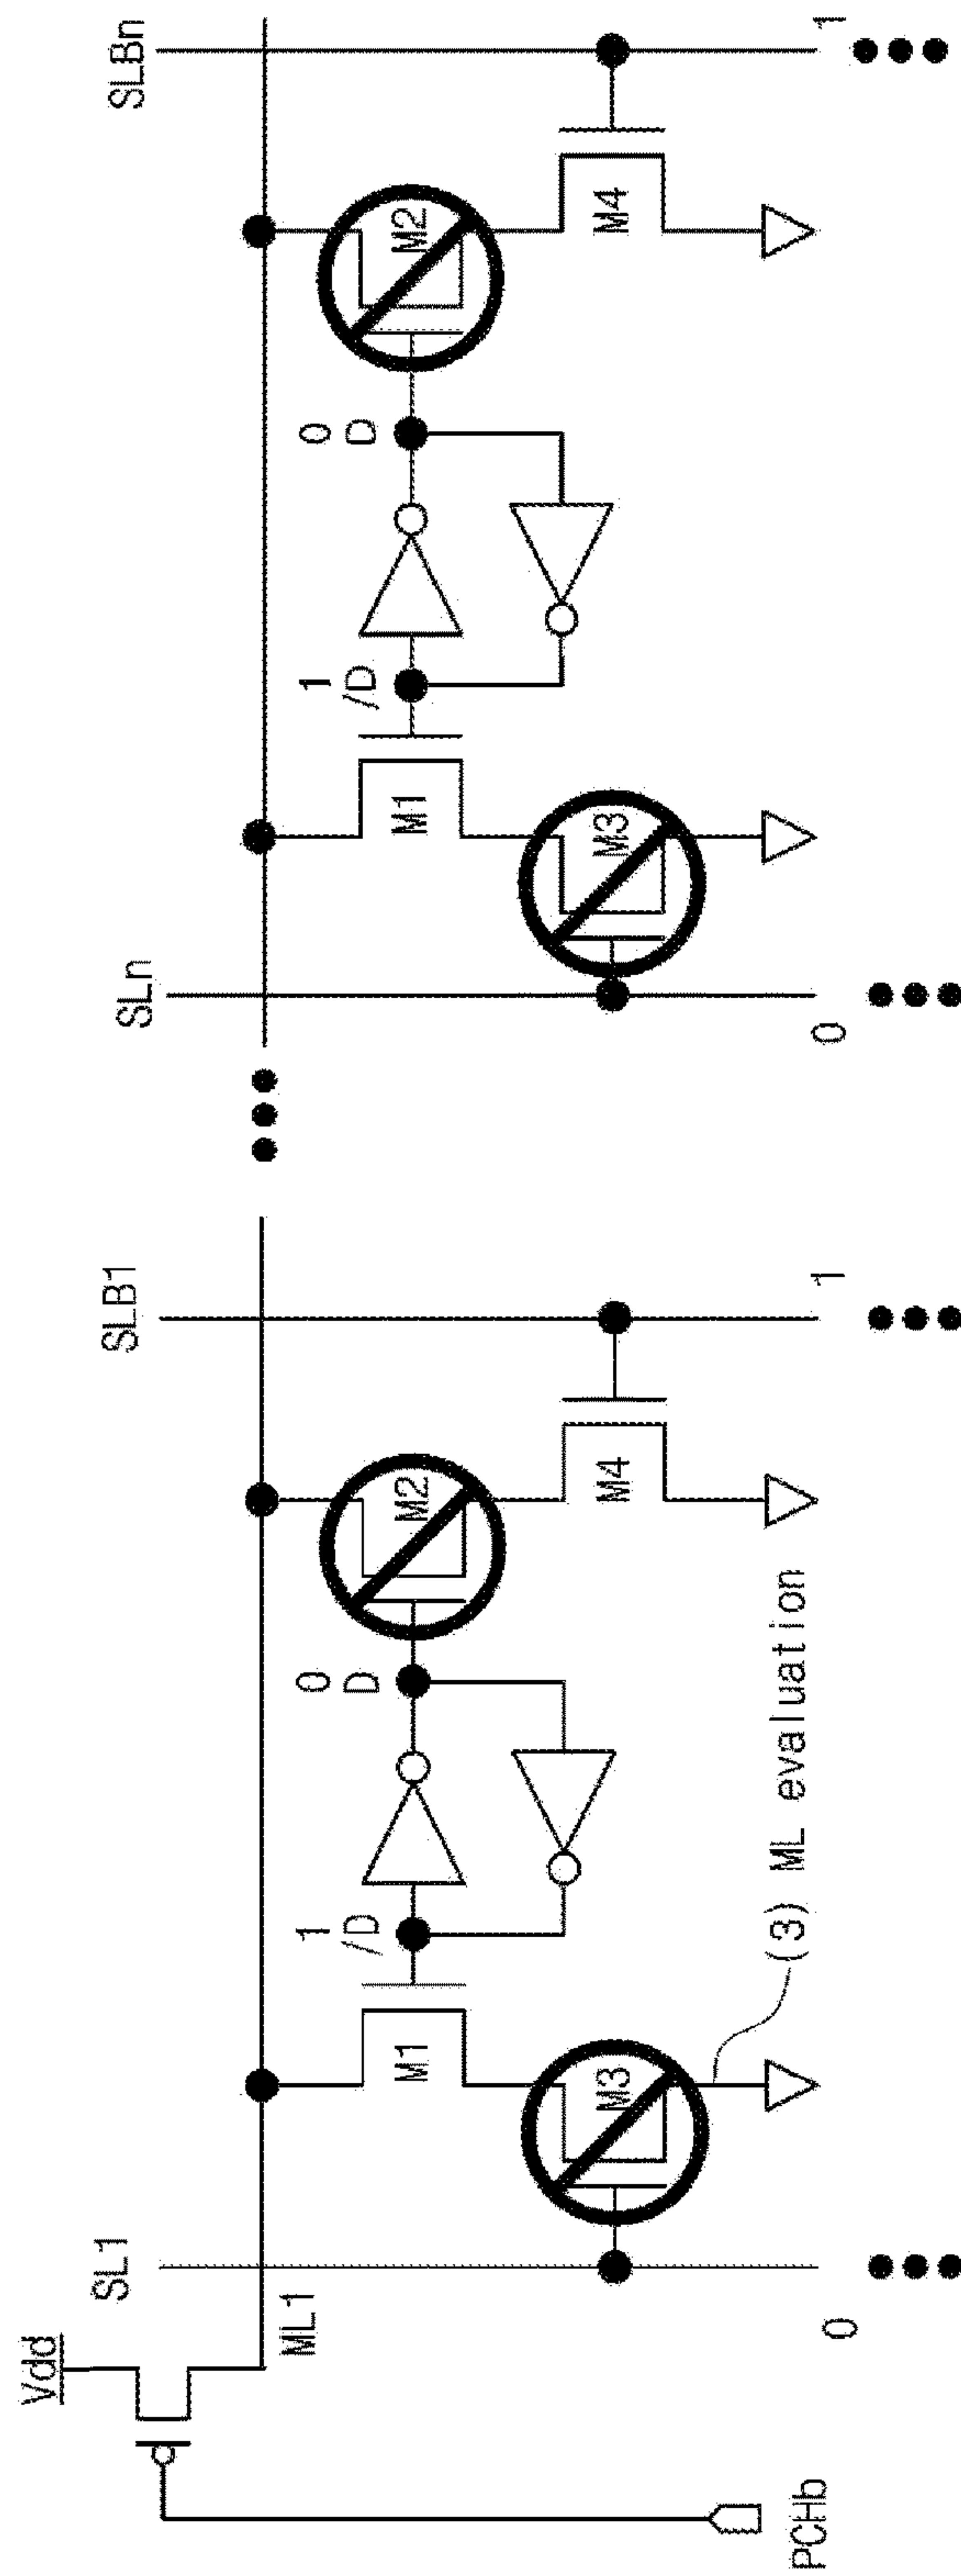 Vdd
SL1
SLB1
SLn
SLBn
ML1
1
/D
0
D
1
/D
0
D
M1
M2
M1
M2
M3
M4
M3
M4
(3) ML evaluation
PCHb
0
1
0
1